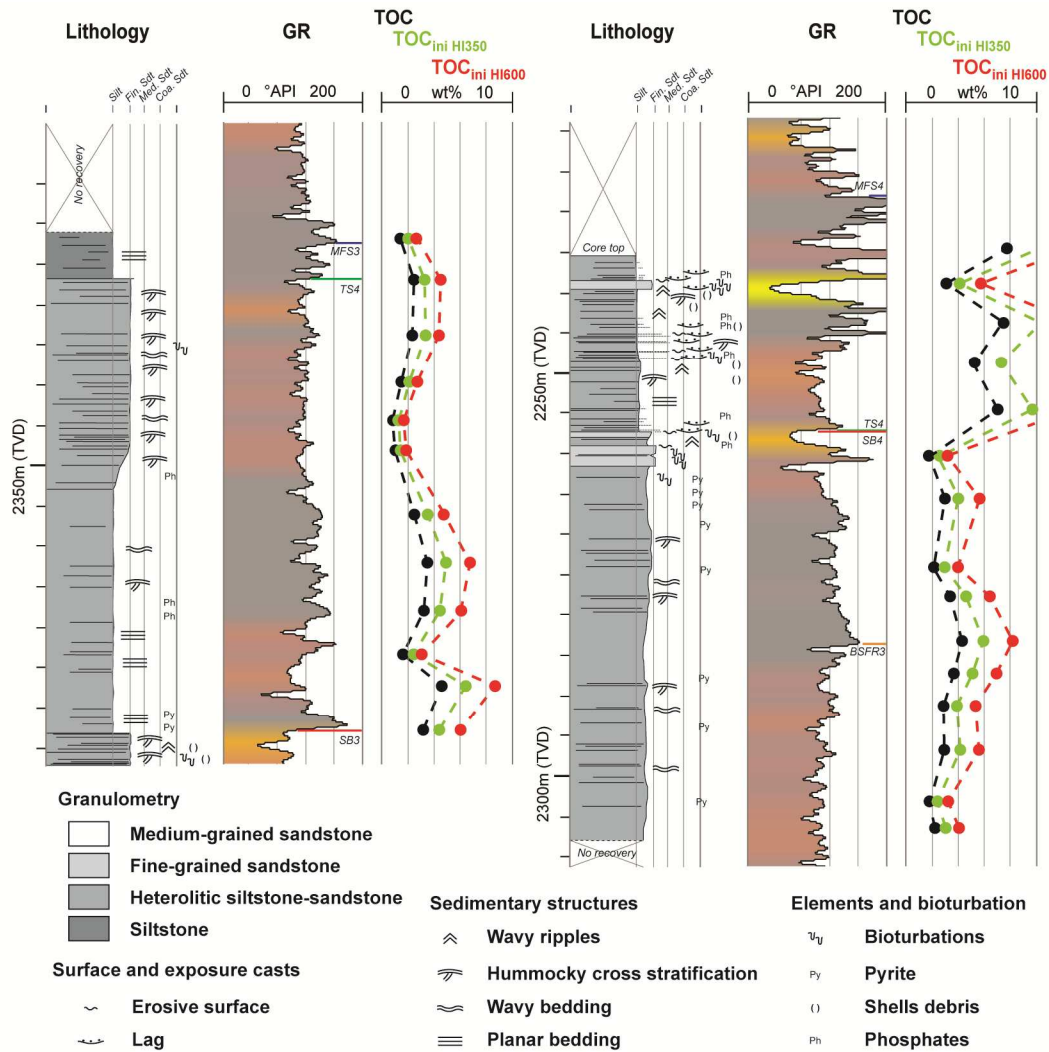 Lithology
GR
TOC
TOCini HI350
TOCini HI600
Silt
Fin. Sdt
Med. Sdt
Coa. Sdt
0 °API 200
0 wt% 10
No recovery
MFS3
TS4
2350m (TVD)
Ph
Ph
Ph
Py
Py
SB3
Lithology
GR
TOC
TOCini HI350
TOCini HI600
Silt
Fin. Sdt
Med. Sdt
Coa. Sdt
0 °API 200
0 wt% 10
MFS4
Core top
Ph
Ph
Ph
Ph
2250m (TVD)
Ph
TS4
SB4
Ph
Py
Py
Py
Py
Py
BSFR3
Py
Py
2300m (TVD)
Py
No recovery
Granulometry
Medium-grained sandstone
Fine-grained sandstone
Heterolitic siltstone-sandstone
Siltstone
Surface and exposure casts
Erosive surface
Lag
Sedimentary structures
Wavy ripples
Hummocky cross stratification
Wavy bedding
Planar bedding
Elements and bioturbation
Bioturbations
Py Pyrite
() Shells debris
Ph Phosphates